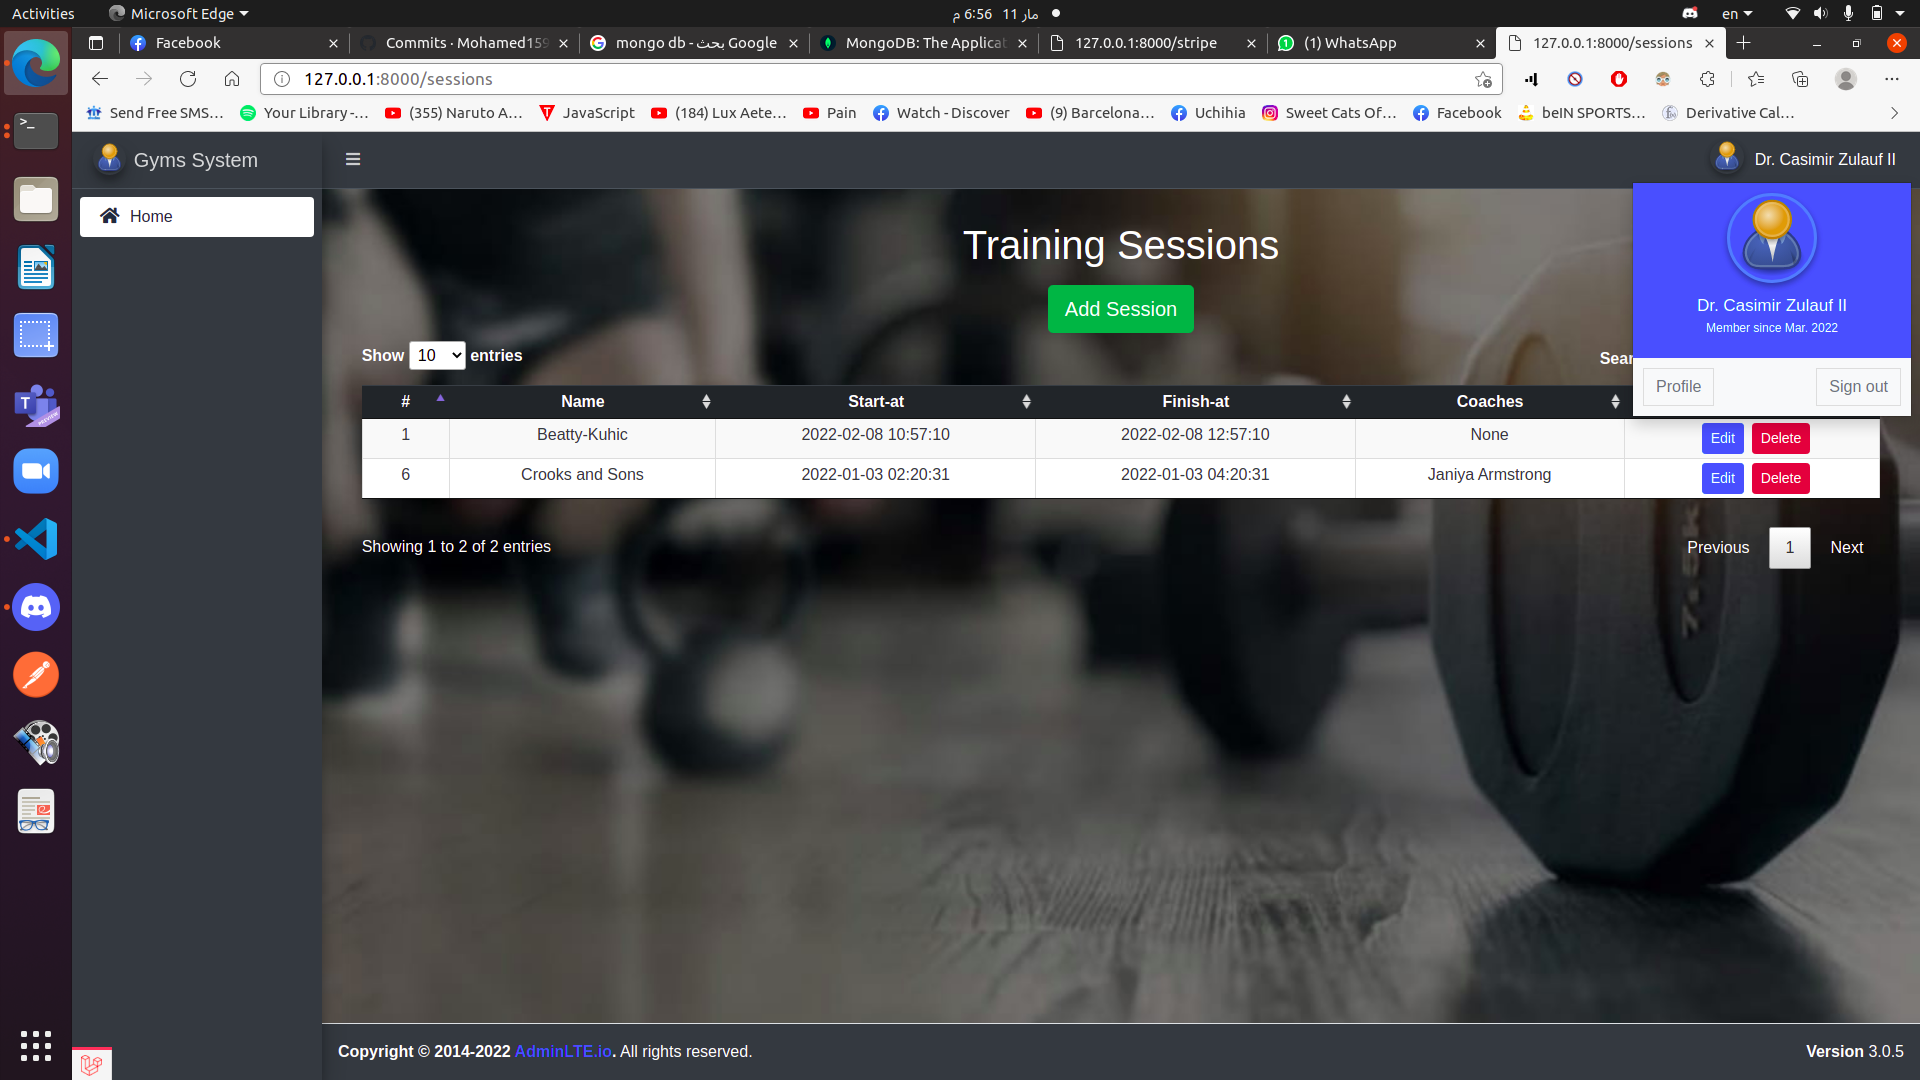 Activities
Microsoft Edge
6:56 م
11 مار
en
Facebook
Commits · Mohamed159
mongo db - بحث Google
MongoDB: The Applicat
127.0.0.1:8000/stripe
(1) WhatsApp
127.0.0.1:8000/sessions
127.0.0.1:8000/sessions
Send Free SMS...
Your Library -...
(355) Naruto A...
JavaScript
(184) Lux Aete...
Pain
Watch - Discover
(9) Barcelona...
Uchihia
Sweet Cats Of...
Facebook
beIN SPORTS...
Derivative Cal...
Gyms System
Dr. Casimir Zulauf II
Home
Training Sessions
Add Session
Dr. Casimir Zulauf II
Member since Mar. 2022
Profile
Sign out
Show 10 entries
Sear
# Name Start-at Finish-at Coaches
1 Beatty-Kuhic 2022-02-08 10:57:10 2022-02-08 12:57:10 None Edit Delete
6 Crooks and Sons 2022-01-03 02:20:31 2022-01-03 04:20:31 Janiya Armstrong Edit Delete
Showing 1 to 2 of 2 entries
Previous 1 Next
Copyright © 2014-2022 AdminLTE.io. All rights reserved.
Version 3.0.5